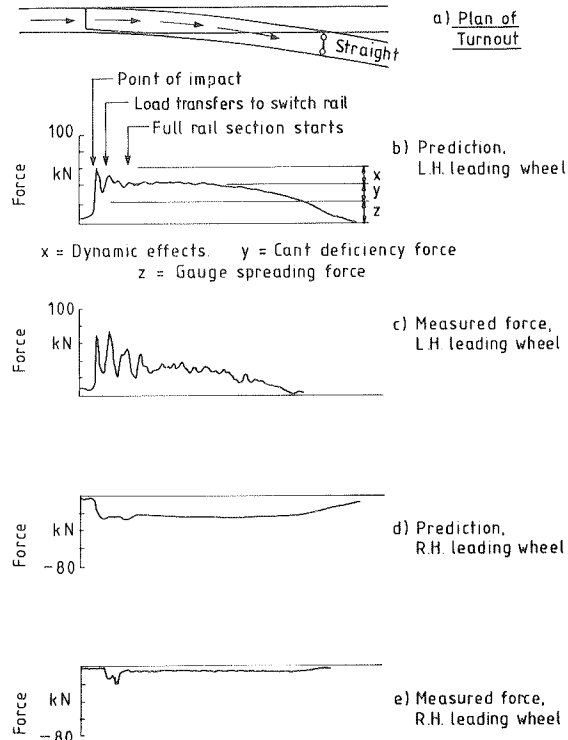 a) Plan of
Turnout
Straight
Point of impact
Load transfers to switch rail
Full rail section starts
100
kN
Force
x
y
z
b) Prediction,
L.H. leading wheel
x = Dynamic effects. y = Cant deficiency force
z = Gauge spreading force
100
kN
Force
c) Measured force,
L.H. leading wheel
kN
-80
Force
d) Prediction,
R.H. leading wheel
kN
-80
Force
e) Measured force,
R.H. leading wheel